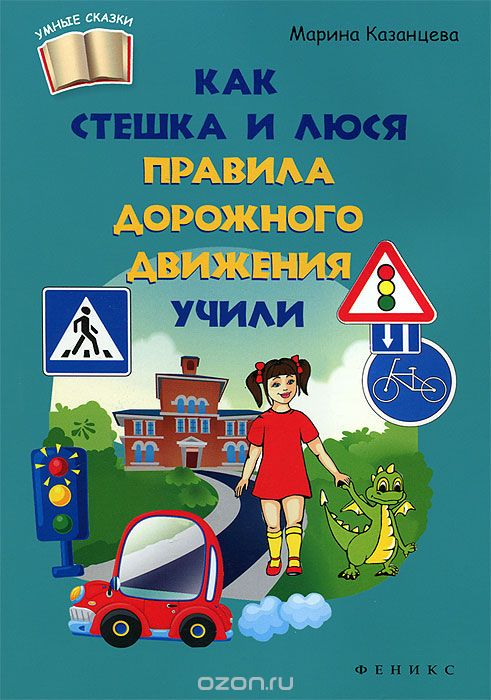 УМНЫЕ СКАЗКИ
Марина Казанцева
КАК
СТЕШКА И ЛЮСЯ
ПРАВИЛА
ДОРОЖНОГО
ДВИЖЕНИЯ
УЧИЛИ
ФЕНИКС
ozon.ru